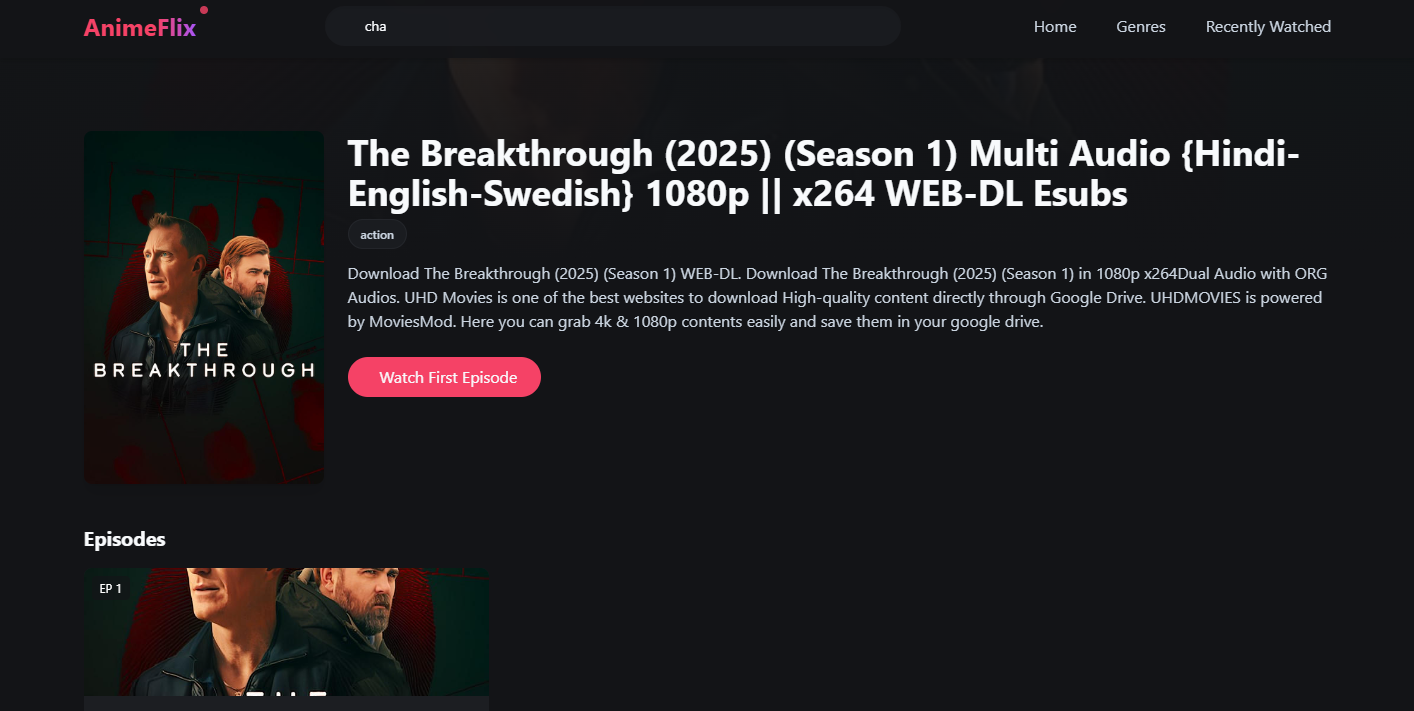 AnimeFlix
cha
Home
Genres
Recently Watched
The Breakthrough (2025) (Season 1) Multi Audio {Hindi-
English-Swedish} 1080p || x264 WEB-DL Esubs
action
Download The Breakthrough (2025) (Season 1) WEB-DL. Download The Breakthrough (2025) (Season 1) in 1080p x264Dual Audio with ORG
Audios. UHD Movies is one of the best websites to download High-quality content directly through Google Drive. UHDMOVIES is powered
by MoviesMod. Here you can grab 4k & 1080p contents easily and save them in your google drive.
Watch First Episode
THE
BREAKTHROUGH
Episodes
EP 1
THE